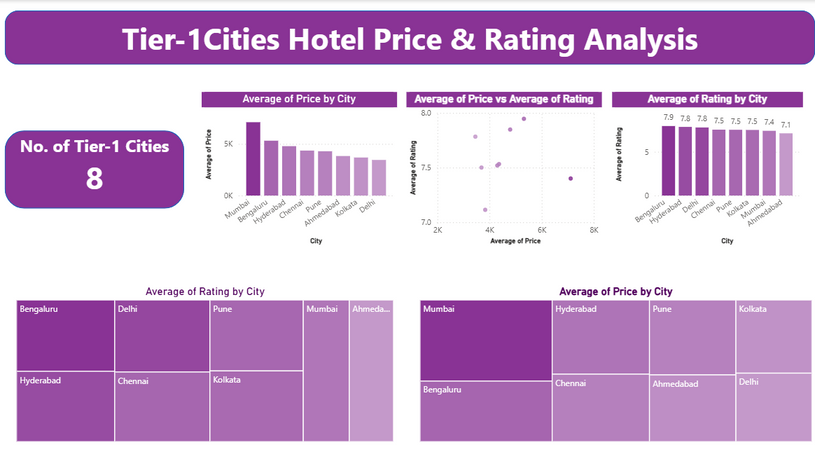 Tier-1Cities Hotel Price & Rating Analysis
No. of Tier-1 Cities
8
Average of Price by City
Average of Price
5K
0K
Mumbai
Bengaluru
Hyderabad
Chennai
Pune
Ahmedabad
Kolkata
Delhi
City
Average of Price vs Average of Rating
Average of Rating
8.0
7.5
7.0
2K 4K 6K 8K
Average of Price
Average of Rating by City
Average of Rating
5
0
7.9 7.8 7.8 7.5 7.5 7.5 7.4 7.1
Bengaluru
Hyderabad
Delhi
Chennai
Pune
Kolkata
Mumbai
Ahmedabad
City
Average of Rating by City
Bengaluru Delhi Pune Mumbai Ahmeda...
Hyderabad Chennai Kolkata
Average of Price by City
Mumbai Hyderabad Pune Kolkata
Bengaluru Chennai Ahmedabad Delhi